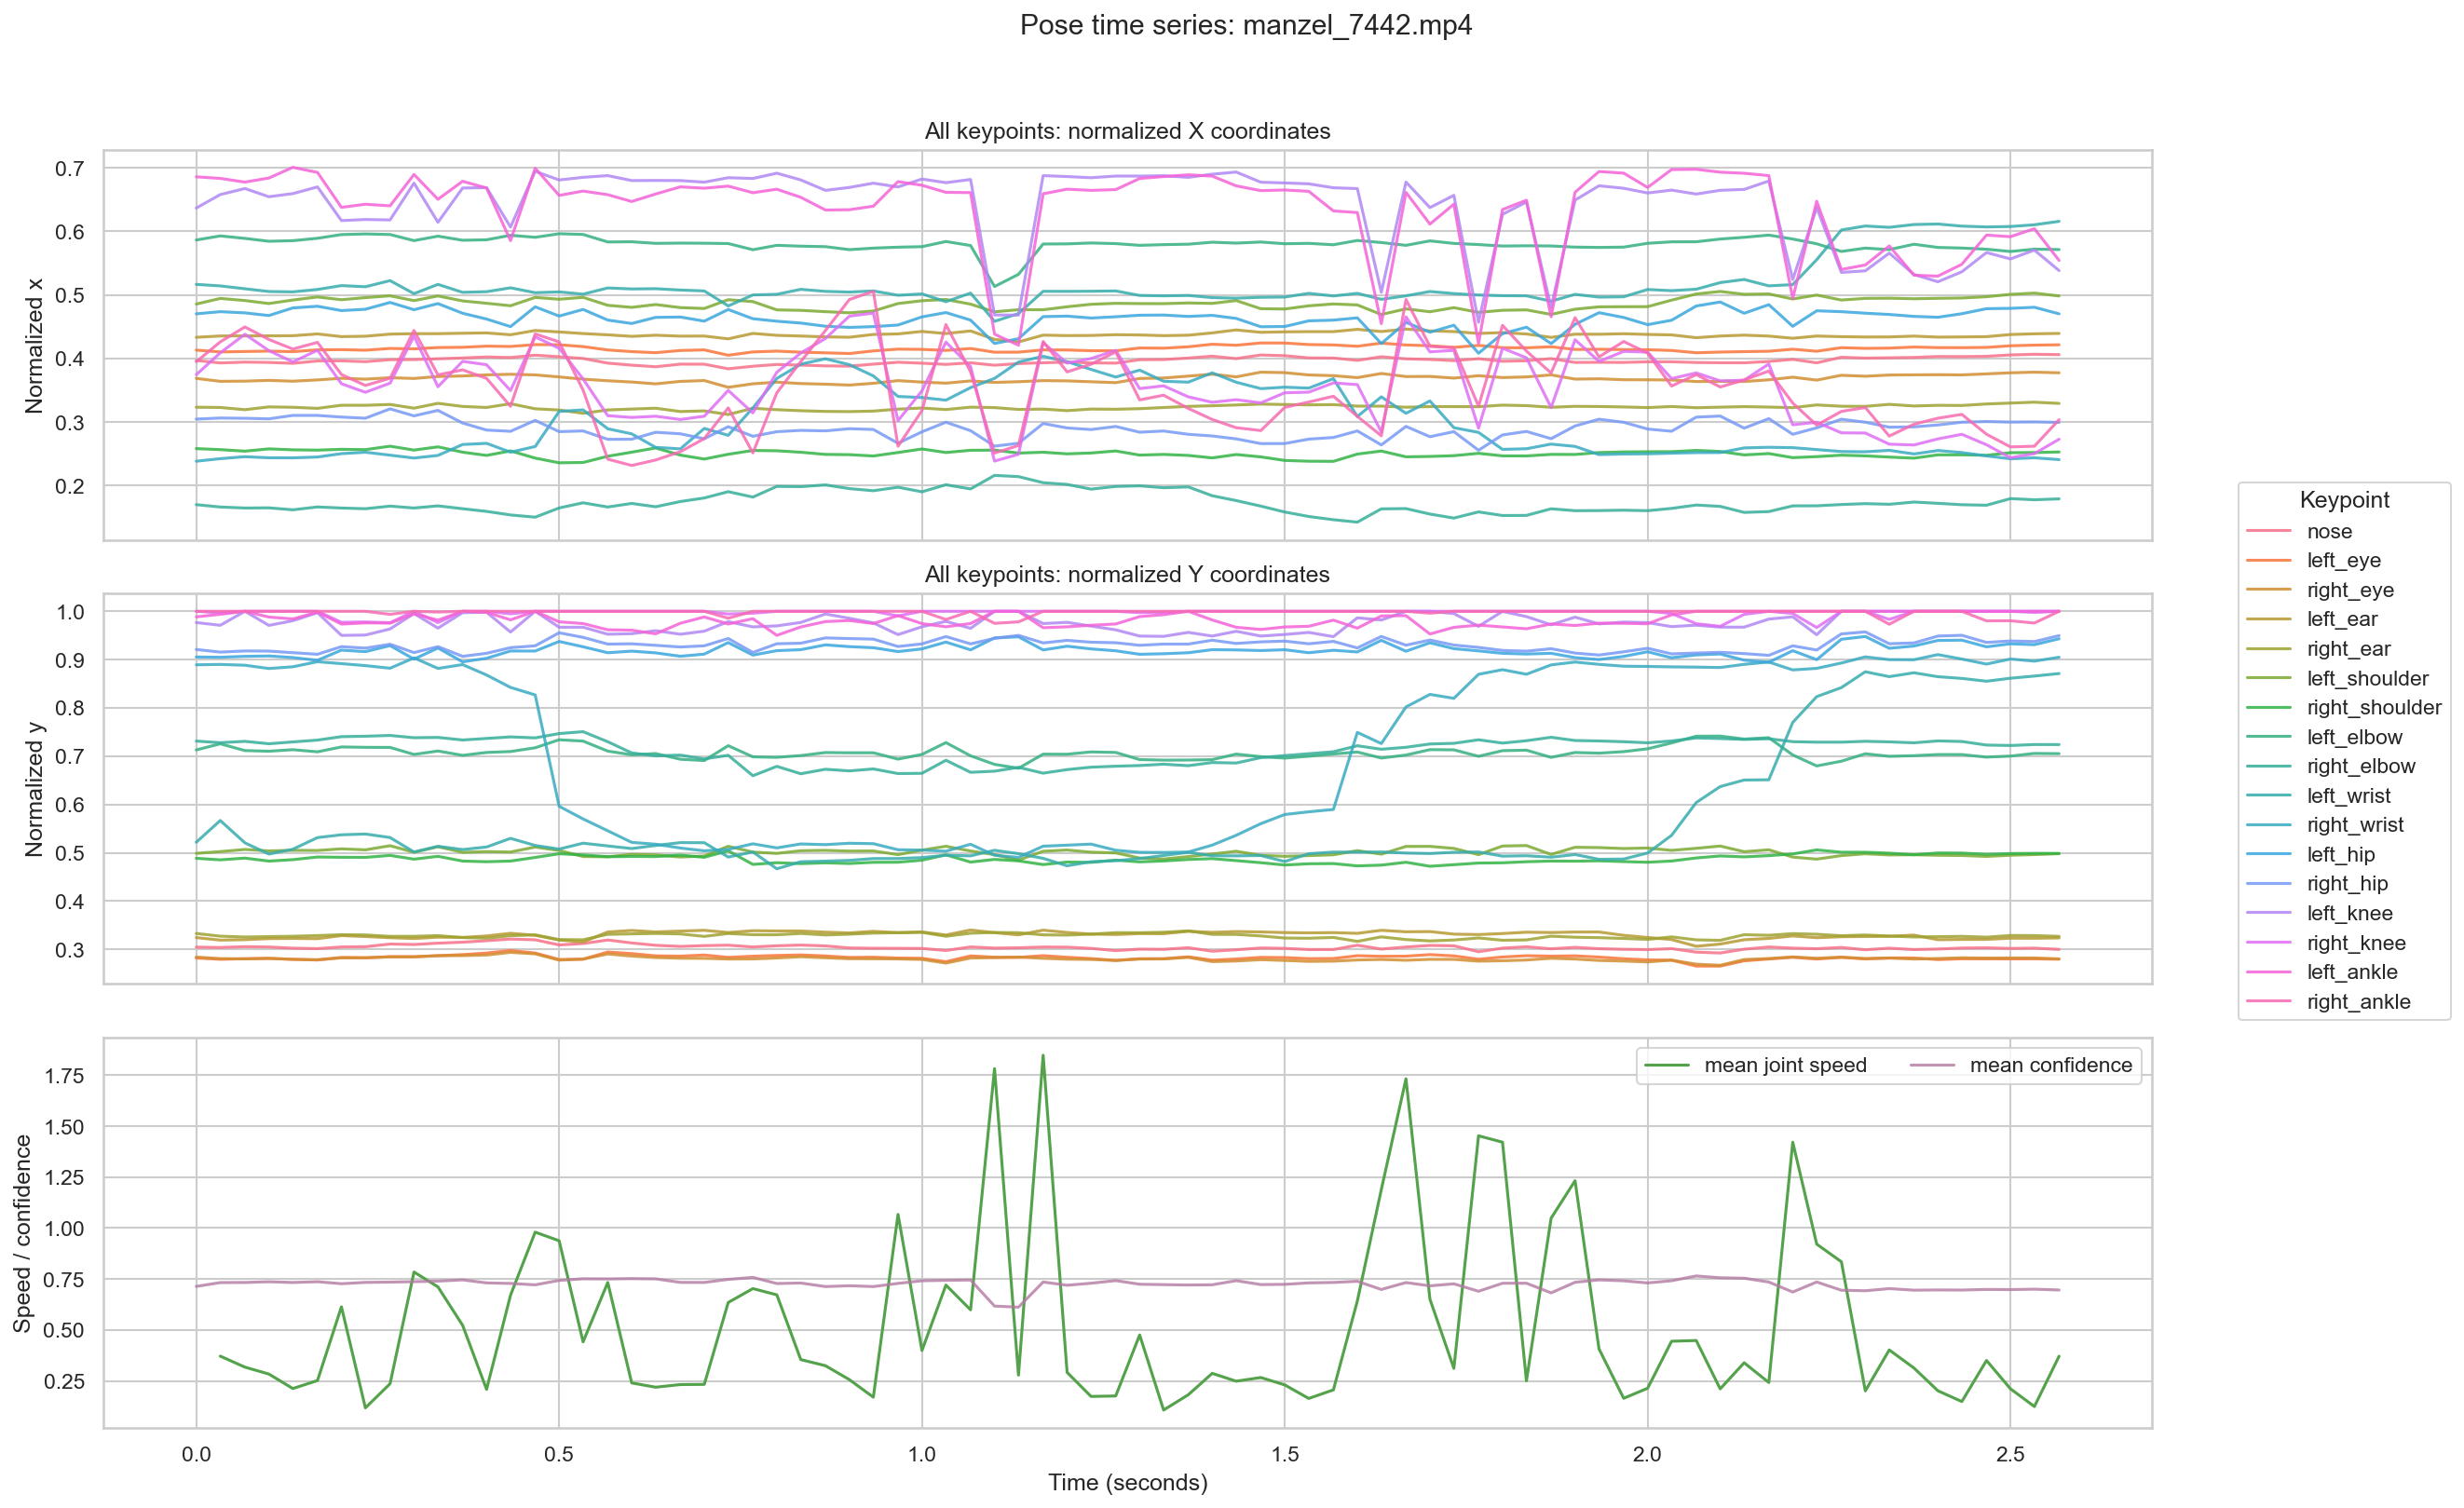 Pose time series: manzel_7442.mp4
All keypoints: normalized X coordinates
0.7
0.6
0.5
0.4
0.3
0.2
Normalized x
All keypoints: normalized Y coordinates
1.0
0.9
0.8
0.7
0.6
0.5
0.4
0.3
Normalized y
Keypoint
nose
left_eye
right_eye
left_ear
right_ear
left_shoulder
right_shoulder
left_elbow
right_elbow
left_wrist
right_wrist
left_hip
right_hip
left_knee
right_knee
left_ankle
right_ankle
mean joint speed mean confidence
1.75
1.50
1.25
1.00
0.75
0.50
0.25
Speed / confidence
0.0 0.5 1.0 1.5 2.0 2.5
Time (seconds)